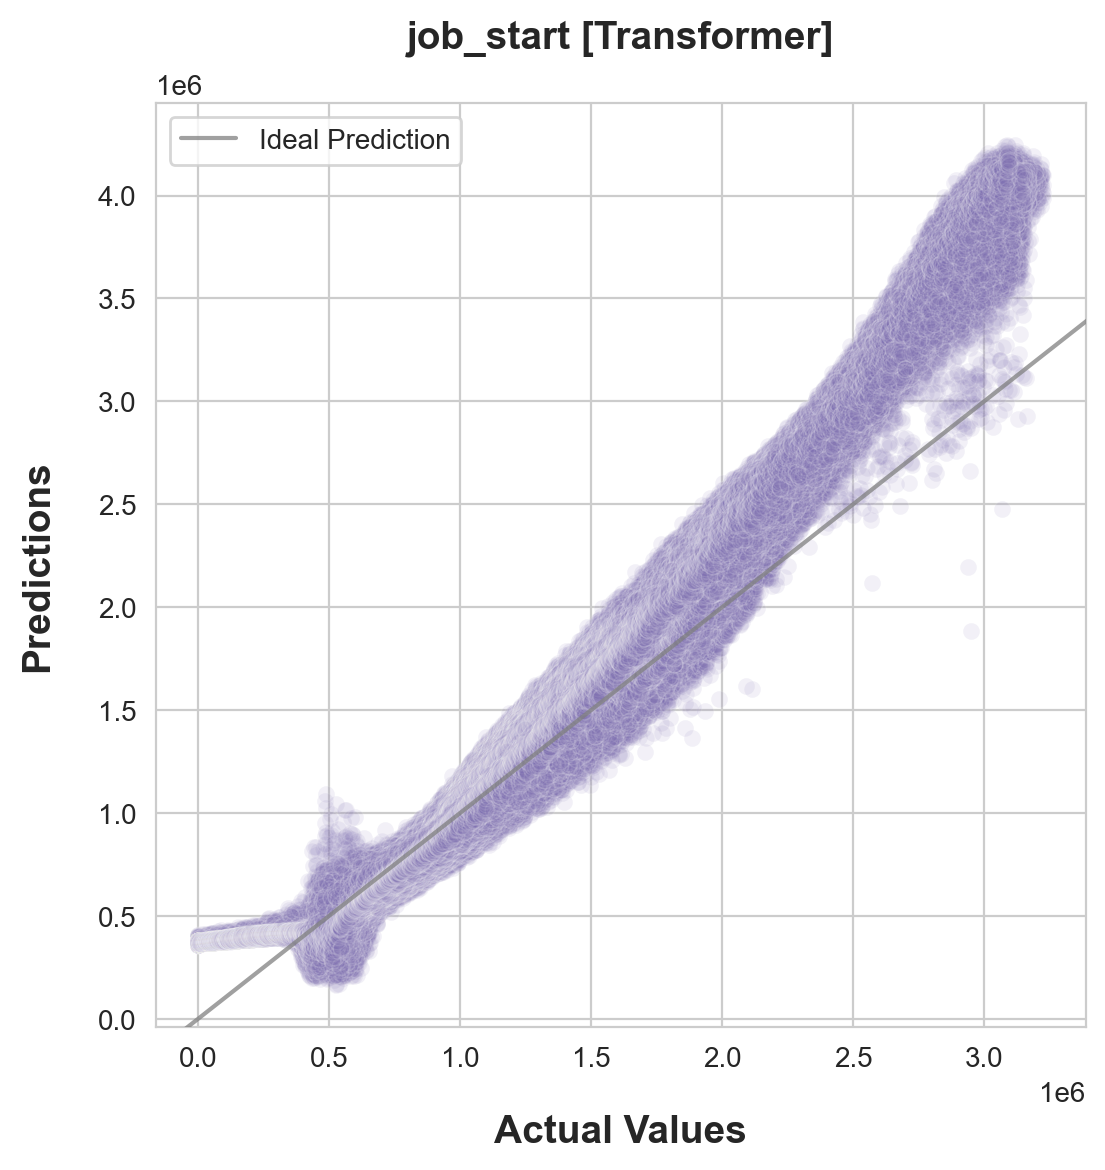 job_start [Transformer]
1e6
Ideal Prediction
4.0
3.5
3.0
2.5
2.0
1.5
1.0
0.5
0.0
Predictions
0.0 0.5 1.0 1.5 2.0 2.5 3.0
1e6
Actual Values